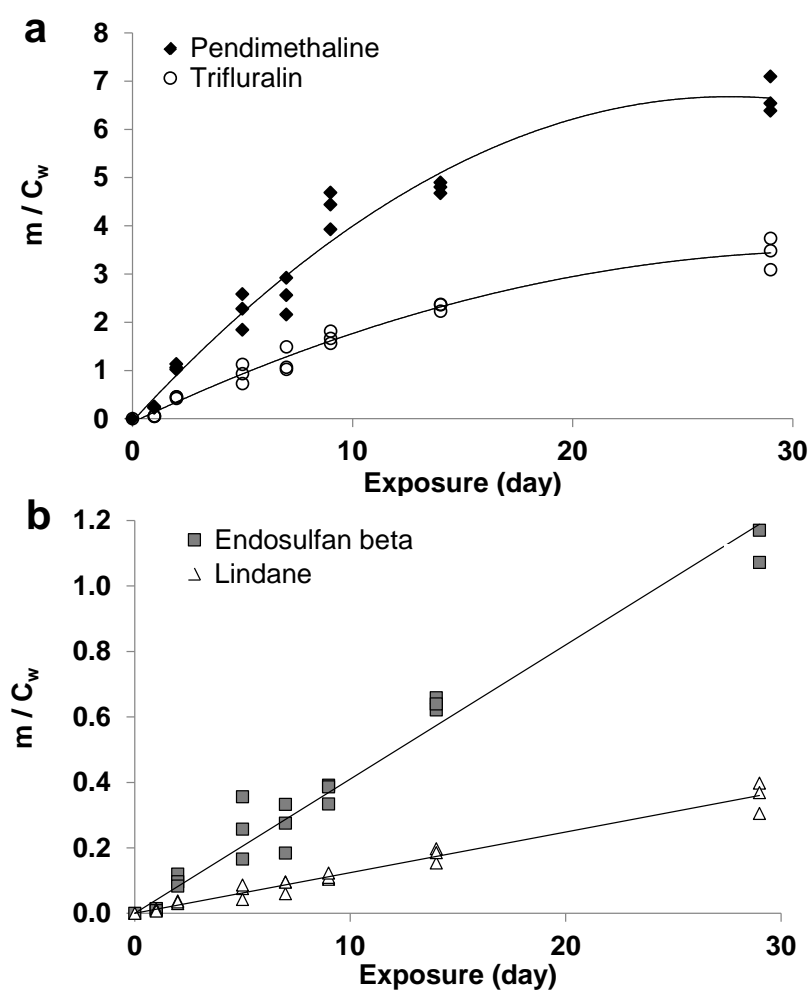 a
8
7
6
5
4
3
2
1
0
m / Cw
Pendimethaline
Trifluralin
0 10 20 30
Exposure (day)
b
1.2
1.0
0.8
0.6
0.4
0.2
0.0
m / Cw
Endosulfan beta
Lindane
0 10 20 30
Exposure (day)